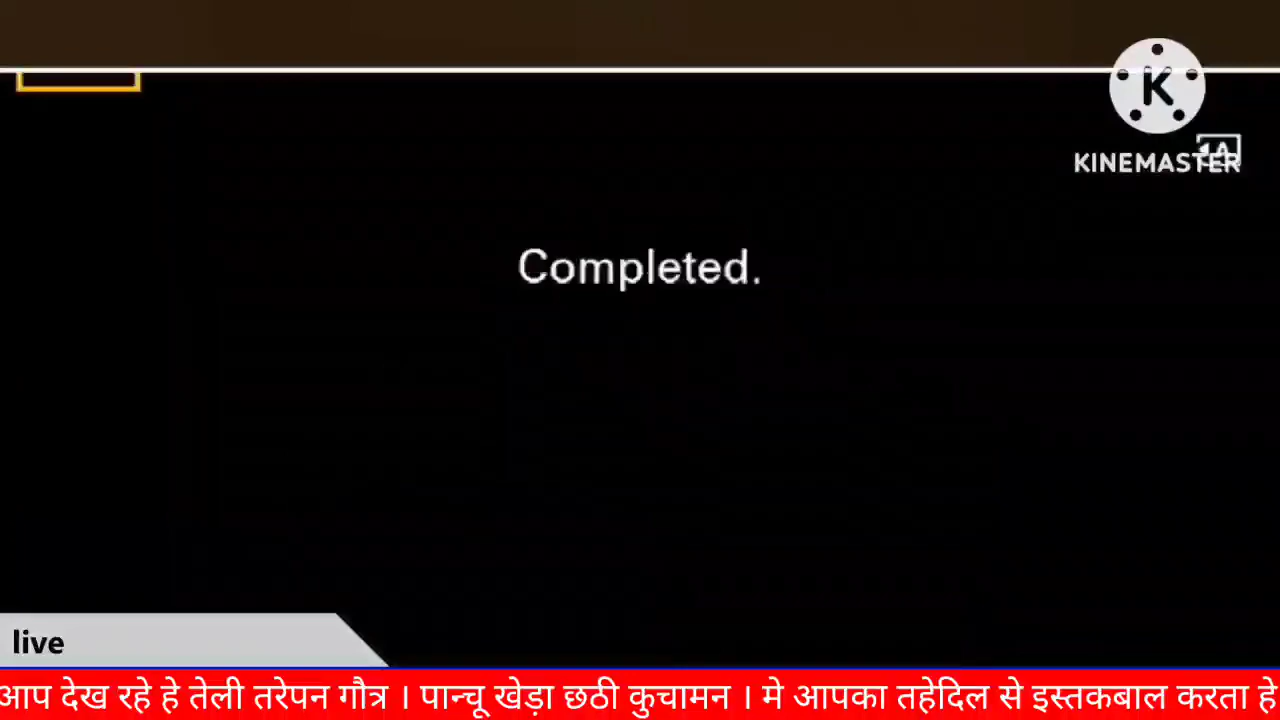 K
KINEMASTER
Completed.
live
आप देख रहे हे तेली तरेपन गौत्र । पान्चू खेड़ा छठी कुचामन । मे आपका तहेदिल से इस्तकबाल करता हे